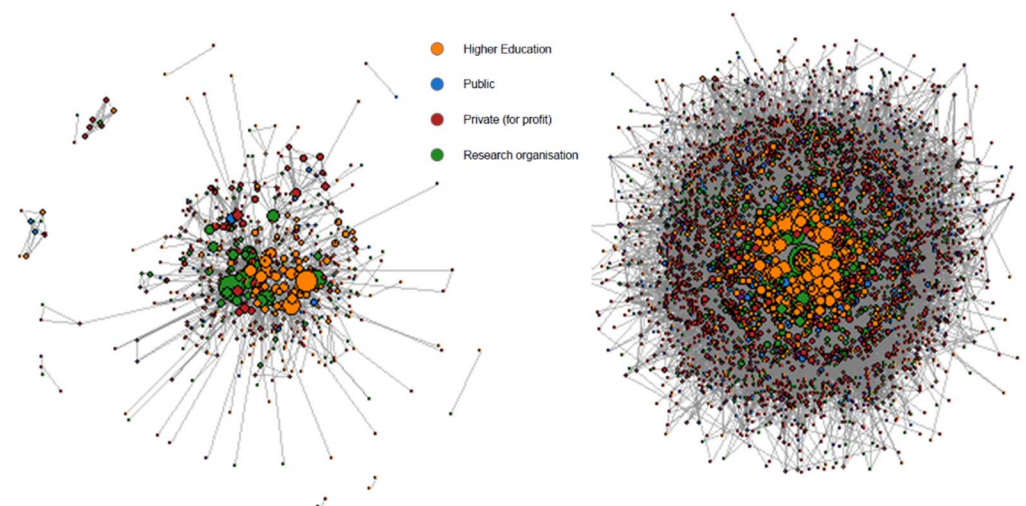 Higher Education
Public
Private (for profit)
Research organisation